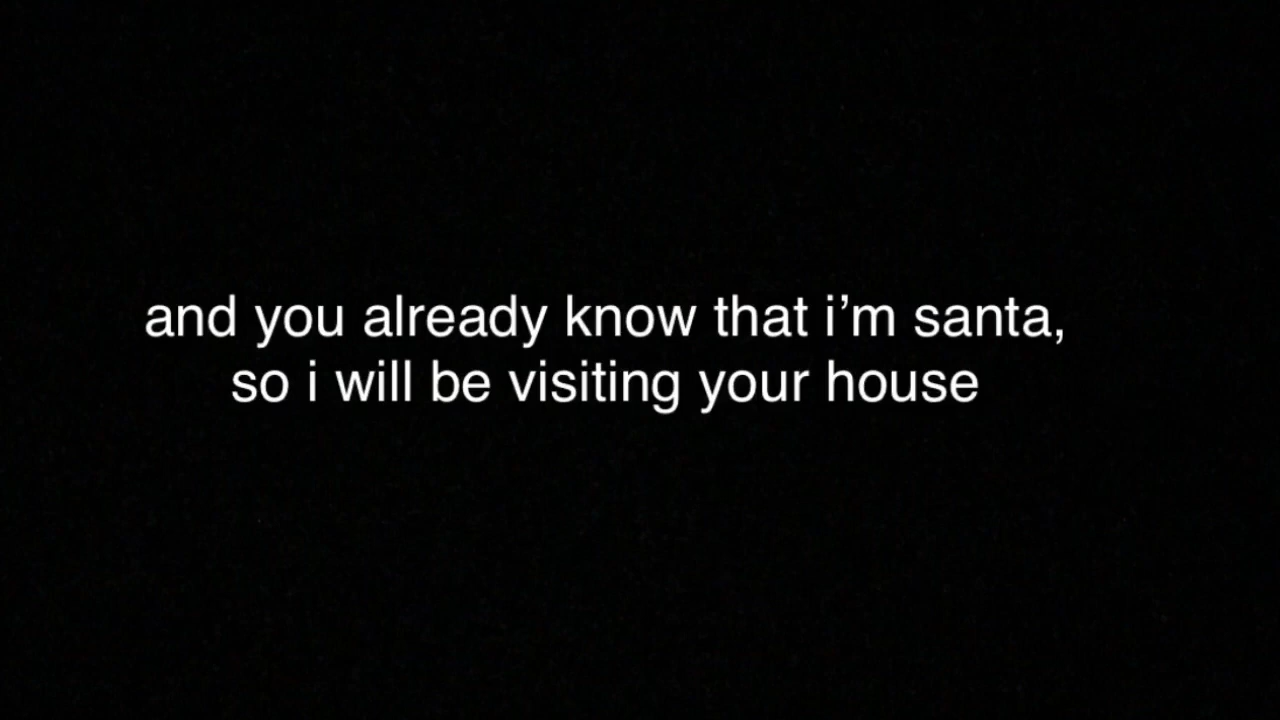 and you already know that i’m santa,
so i will be visiting your house